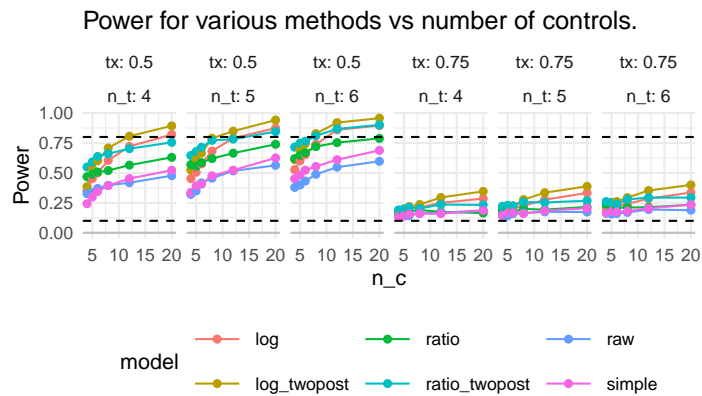 Power for various methods vs number of controls.
tx: 0.5 tx: 0.5 tx: 0.5 tx: 0.75 tx: 0.75 tx: 0.75
n_t: 4 n_t: 5 n_t: 6 n_t: 4 n_t: 5 n_t: 6
1.00
0.75
0.50
0.25
0.00
Power
5 10 15 20 5 10 15 20 5 10 15 20 5 10 15 20 5 10 15 20 5 10 15 20
n_c
model
log ratio raw
log_twopost ratio_twopost simple